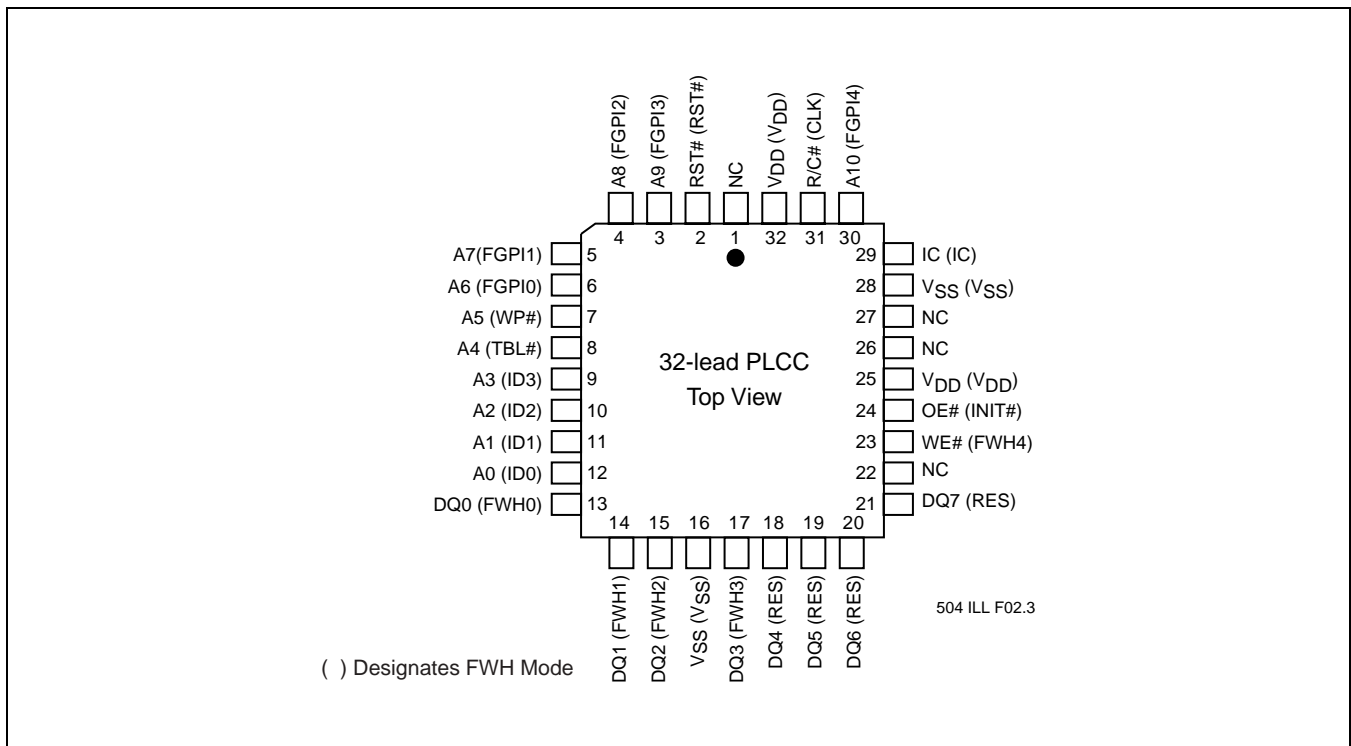 A8 (FGPI2)
A9 (FGPI3)
RST# (RST#)
NC
VDD (VDD)
R/C# (CLK)
A10 (FGPI4)
4 3 2 1 32 31 30
A7(FGPI1) 5
A6 (FGPI0) 6
A5 (WP#) 7
A4 (TBL#) 8
A3 (ID3) 9
A2 (ID2) 10
A1 (ID1) 11
A0 (ID0) 12
DQ0 (FWH0) 13
32-lead PLCC
Top View
29 IC (IC)
28 VSS (VSS)
27 NC
26 NC
25 VDD (VDD)
24 OE# (INIT#)
23 WE# (FWH4)
22 NC
21 DQ7 (RES)
14 15 16 17 18 19 20
DQ1 (FWH1)
DQ2 (FWH2)
VSS (VSS)
DQ3 (FWH3)
DQ4 (RES)
DQ5 (RES)
DQ6 (RES)
504 ILL F02.3
( ) Designates FWH Mode